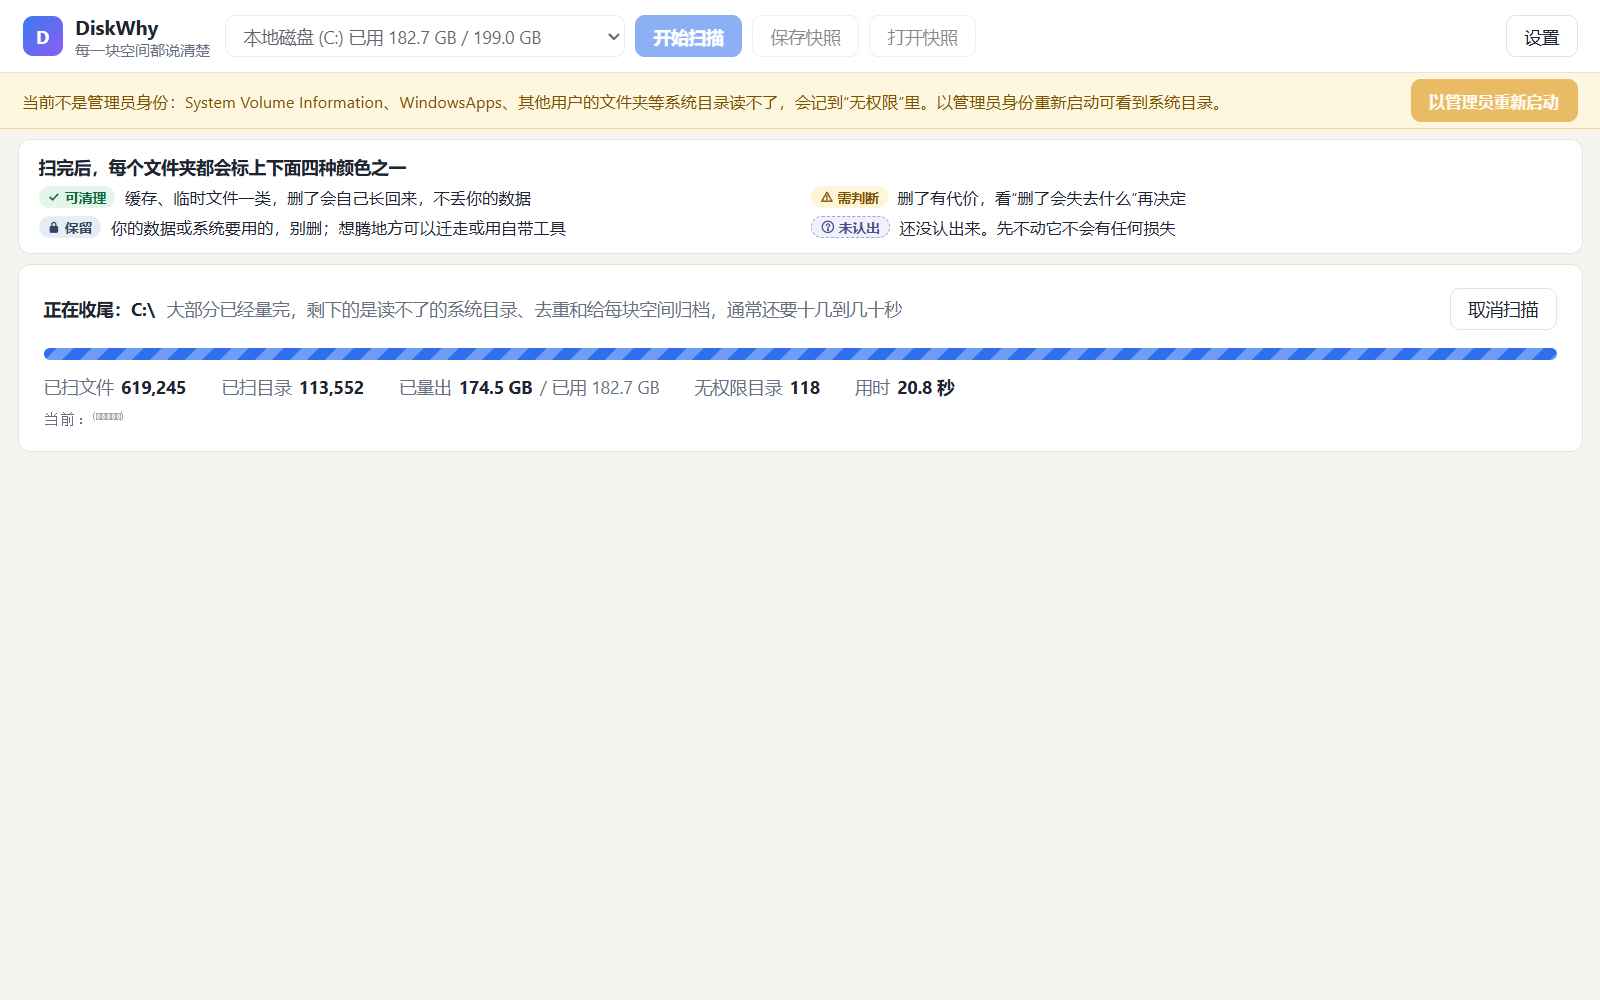 D
DiskWhy
每一块空间都说清楚
本地磁盘 (C:) 已用 182.7 GB / 199.0 GB
开始扫描
保存快照
打开快照
设置
当前不是管理员身份：System Volume Information、WindowsApps、其他用户的文件夹等系统目录读不了，会记到“无权限”里。以管理员身份重新启动可看到系统目录。
以管理员重新启动
扫完后，每个文件夹都会标上下面四种颜色之一
可清理 缓存、临时文件一类，删了会自己长回来，不丢你的数据
需判断 删了有代价，看“删了会失去什么”再决定
保留 你的数据或系统要用的，别删；想腾地方可以迁走或用自带工具
未认出 还没认出来。先不动它不会有任何损失
正在收尾：C:\ 大部分已经量完，剩下的是读不了的系统目录、去重和给每块空间归档，通常还要十几到几十秒
取消扫描
已扫文件 619,245 已扫目录 113,552 已量出 174.5 GB / 已用 182.7 GB 无权限目录 118 用时 20.8 秒
当前：